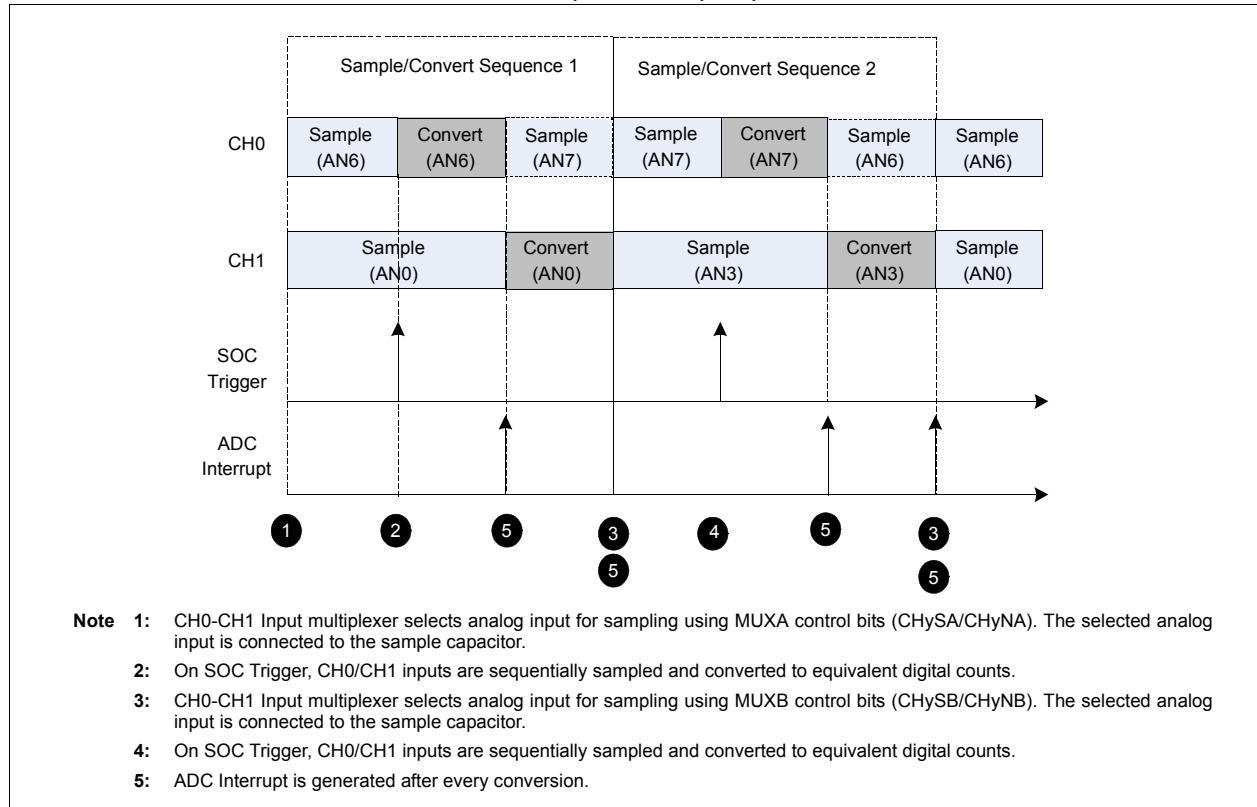 Sample/Convert Sequence 1
Sample/Convert Sequence 2
CH0
Sample
(AN6)
Convert
(AN6)
Sample
(AN7)
Sample
(AN7)
Convert
(AN7)
Sample
(AN6)
Sample
(AN6)
CH1
Sample
(AN0)
Convert
(AN0)
Sample
(AN3)
Convert
(AN3)
Sample
(AN0)
SOC
Trigger
ADC
Interrupt
1
2
5
3
4
5
3
5
5
Note 1: CH0-CH1 Input multiplexer selects analog input for sampling using MUXA control bits (CHySA/CHyNA). The selected analog
input is connected to the sample capacitor.
2: On SOC Trigger, CH0/CH1 inputs are sequentially sampled and converted to equivalent digital counts.
3: CH0-CH1 Input multiplexer selects analog input for sampling using MUXB control bits (CHySB/CHyNB). The selected analog
input is connected to the sample capacitor.
4: On SOC Trigger, CH0/CH1 inputs are sequentially sampled and converted to equivalent digital counts.
5: ADC Interrupt is generated after every conversion.